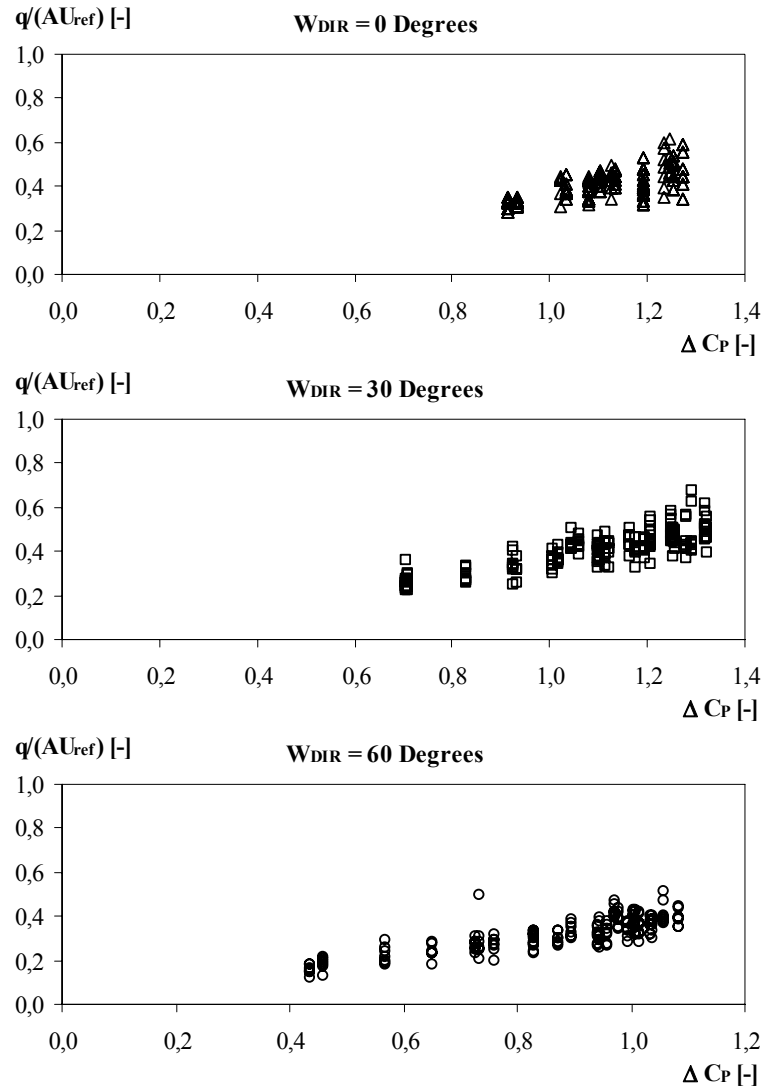 q/(AUref) [-]
WDIR = 0 Degrees
1,0
0,8
0,6
0,4
0,2
0,0
0,0 0,2 0,4 0,6 0,8 1,0 1,2 1,4
Δ CP [-]
q/(AUref) [-]
WDIR = 30 Degrees
1,0
0,8
0,6
0,4
0,2
0,0
0,0 0,2 0,4 0,6 0,8 1,0 1,2 1,4
Δ CP [-]
q/(AUref) [-]
WDIR = 60 Degrees
1,0
0,8
0,6
0,4
0,2
0,0
0,0 0,2 0,4 0,6 0,8 1,0 1,2
Δ CP [-]